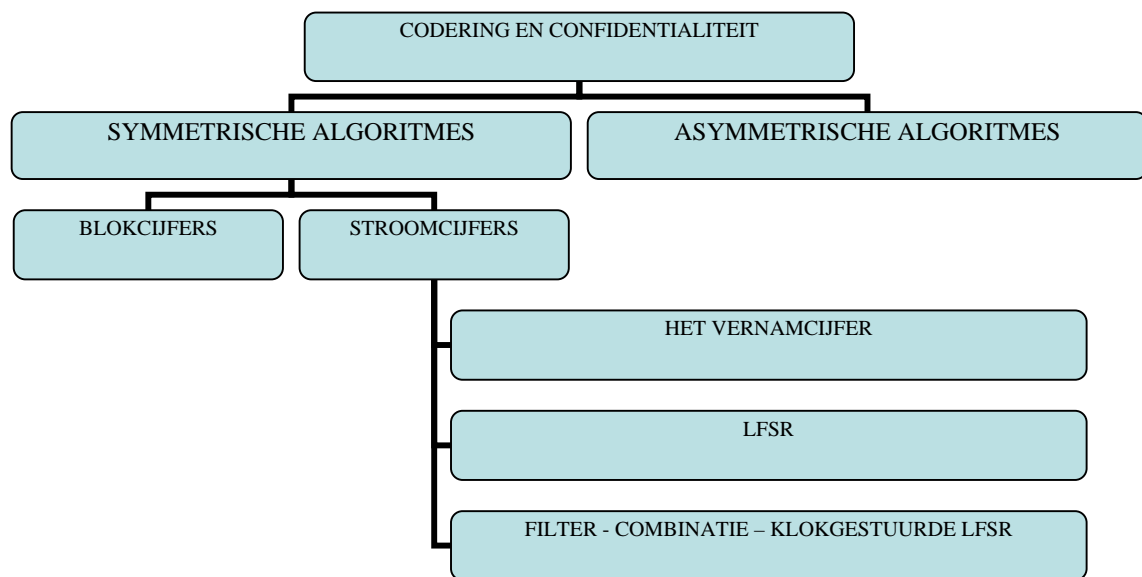 CODERING EN CONFIDENTIALITEIT
SYMMETRISCHE ALGORITMES
ASYMMETRISCHE ALGORITMES
BLOKCIJFERS
STROOMCIJFERS
HET VERNAMCIJFER
LFSR
FILTER - COMBINATIE – KLOKGESTUURDE LFSR